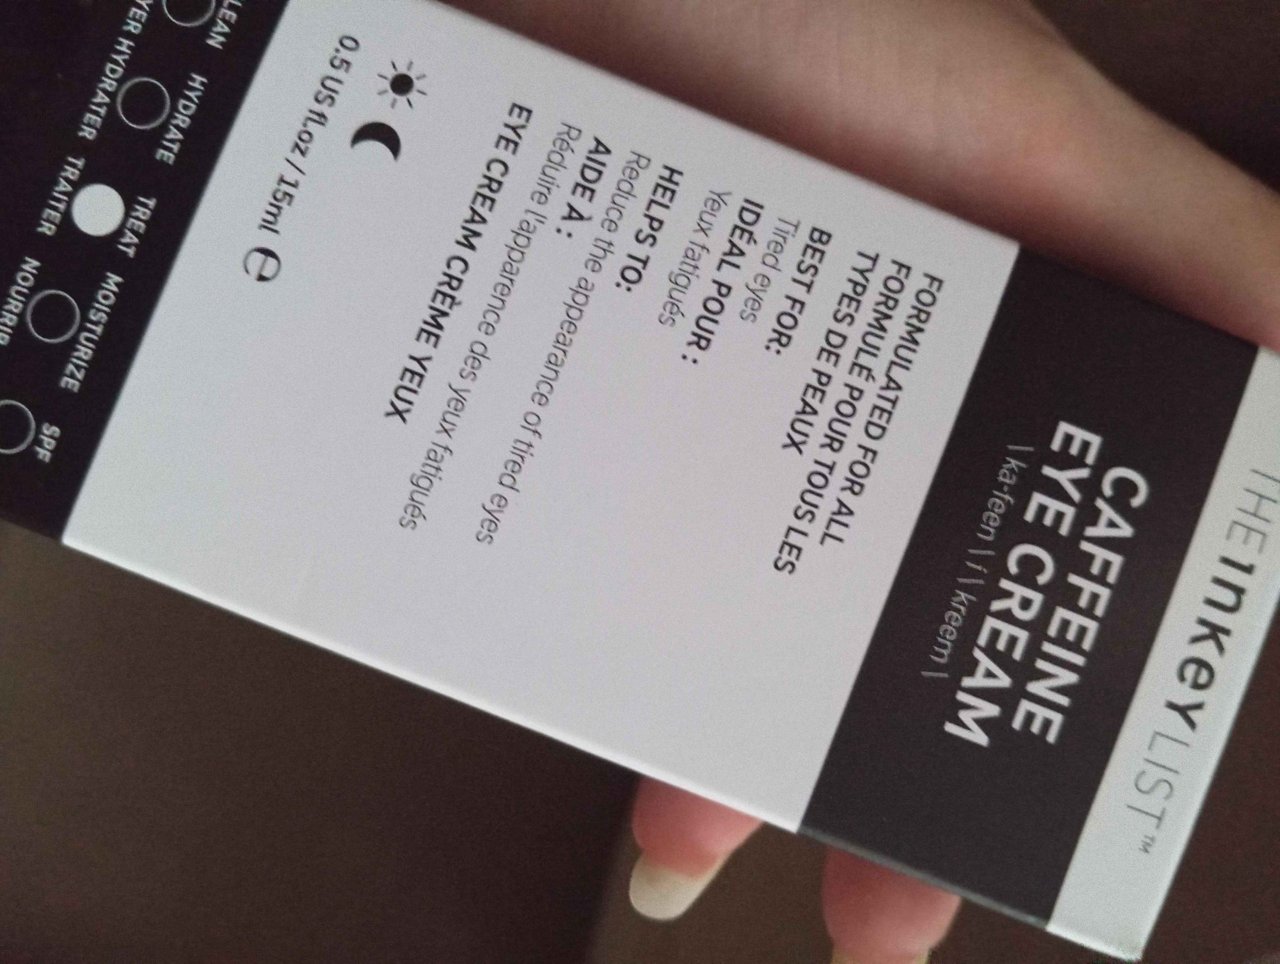 THE INKEY LIST™
CAFFEINE
EYE CREAM
\ ka·feen \ ī \ kreem \
FORMULATED FOR ALL
FORMULÉ POUR TOUS LES
TYPES DE PEAUX
BEST FOR:
Tired eyes
IDÉAL POUR :
Yeux fatigués
HELPS TO:
Reduce the appearance of tired eyes
AIDE À :
Réduire l'apparence des yeux fatigués
EYE CREAM CRÈME YEUX
0.5 US fl.oz / 15ml ℮
HYDRATE TREAT MOISTURIZE SPF
HYDRATER TRAITER